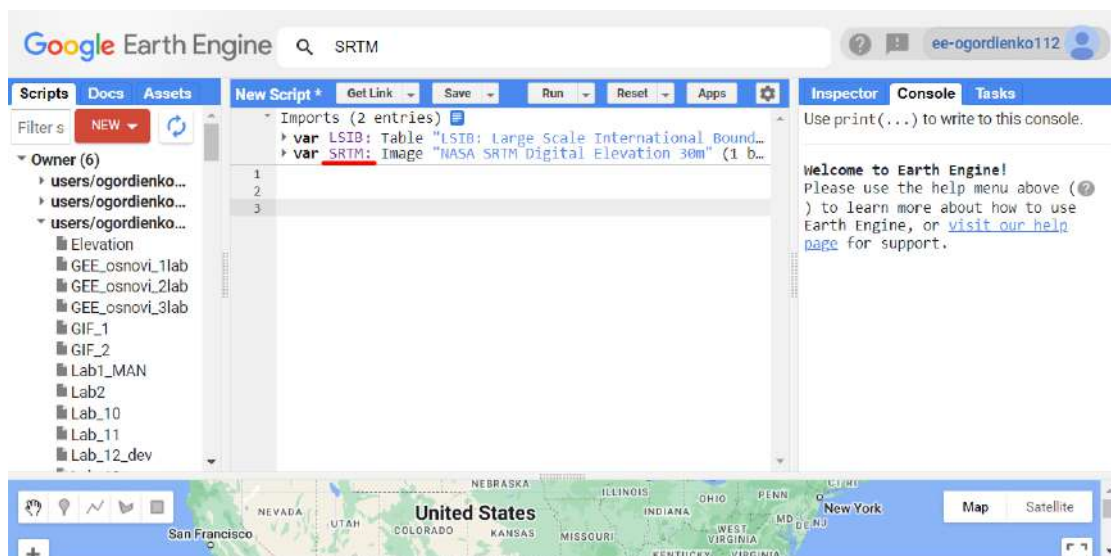 Google Earth Engine
SRTM
ee-ogordienko112
Scripts Docs Assets
Filter s
NEW
Owner (6)
users/ogordienko...
users/ogordienko...
users/ogordienko...
Elevation
GEE_osnovi_1lab
GEE_osnovi_2lab
GEE_osnovi_3lab
GIF_1
GIF_2
Lab1_MAN
Lab2
Lab_10
Lab_11
Lab_12_dev
New Script *
Get Link
Save
Run
Reset
Apps
Imports (2 entries)
var LSIB: Table "LSIB: Large Scale International Bound…
var SRTM: Image "NASA SRTM Digital Elevation 30m" (1 b…
1
2
3
Inspector Console Tasks
Use print(...) to write to this console.
Welcome to Earth Engine!
Please use the help menu above (?
) to learn more about how to use
Earth Engine, or visit our help
page for support.
NEBRASKA
ILLINOIS
OHIO
PENN
NEVADA
United States
INDIANA
New York
UTAH
COLORADO
KANSAS
MISSOURI
WEST
VIRGINIA
MD
DE
NJ
San Francisco
KENTUCKY
VIRGINIA
Map
Satellite
+